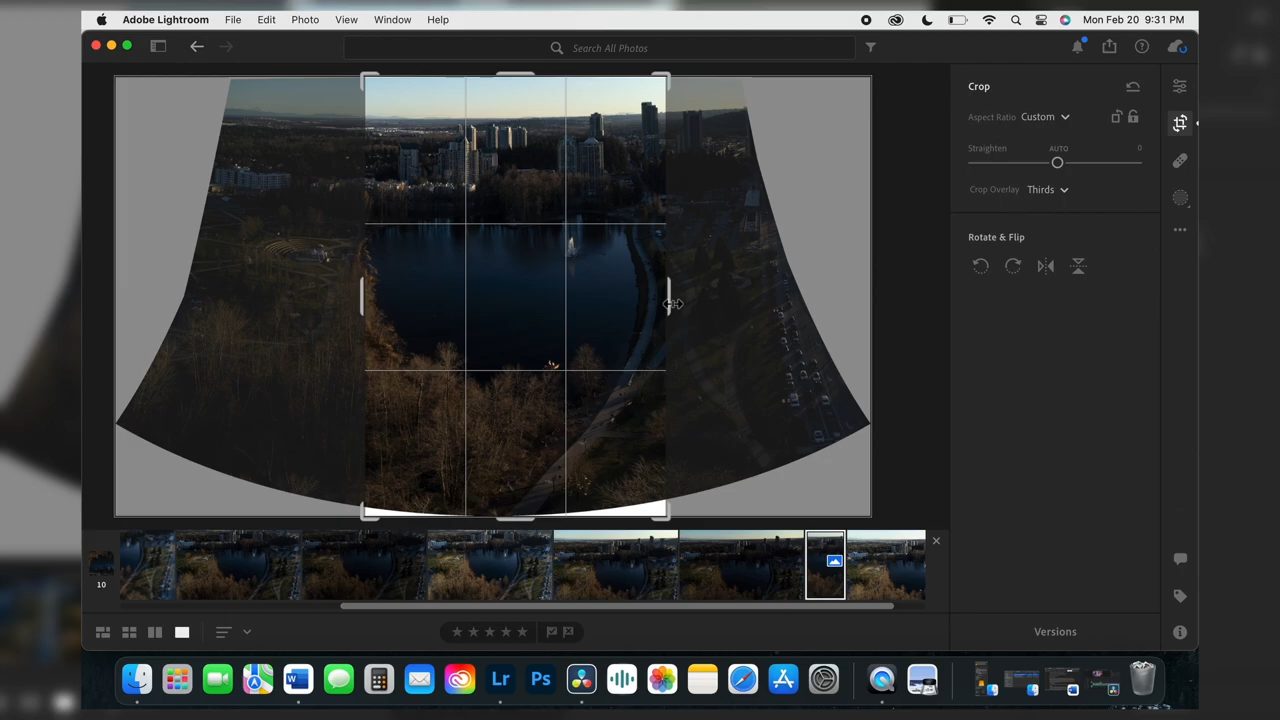 Adobe Lightroom File Edit Photo View Window Help Mon Feb 20 9:31 PM
Search All Photos
Crop
Aspect Ratio Custom
Straighten AUTO 0
Crop Overlay Thirds
Rotate & Flip
10
Versions
Lr Ps